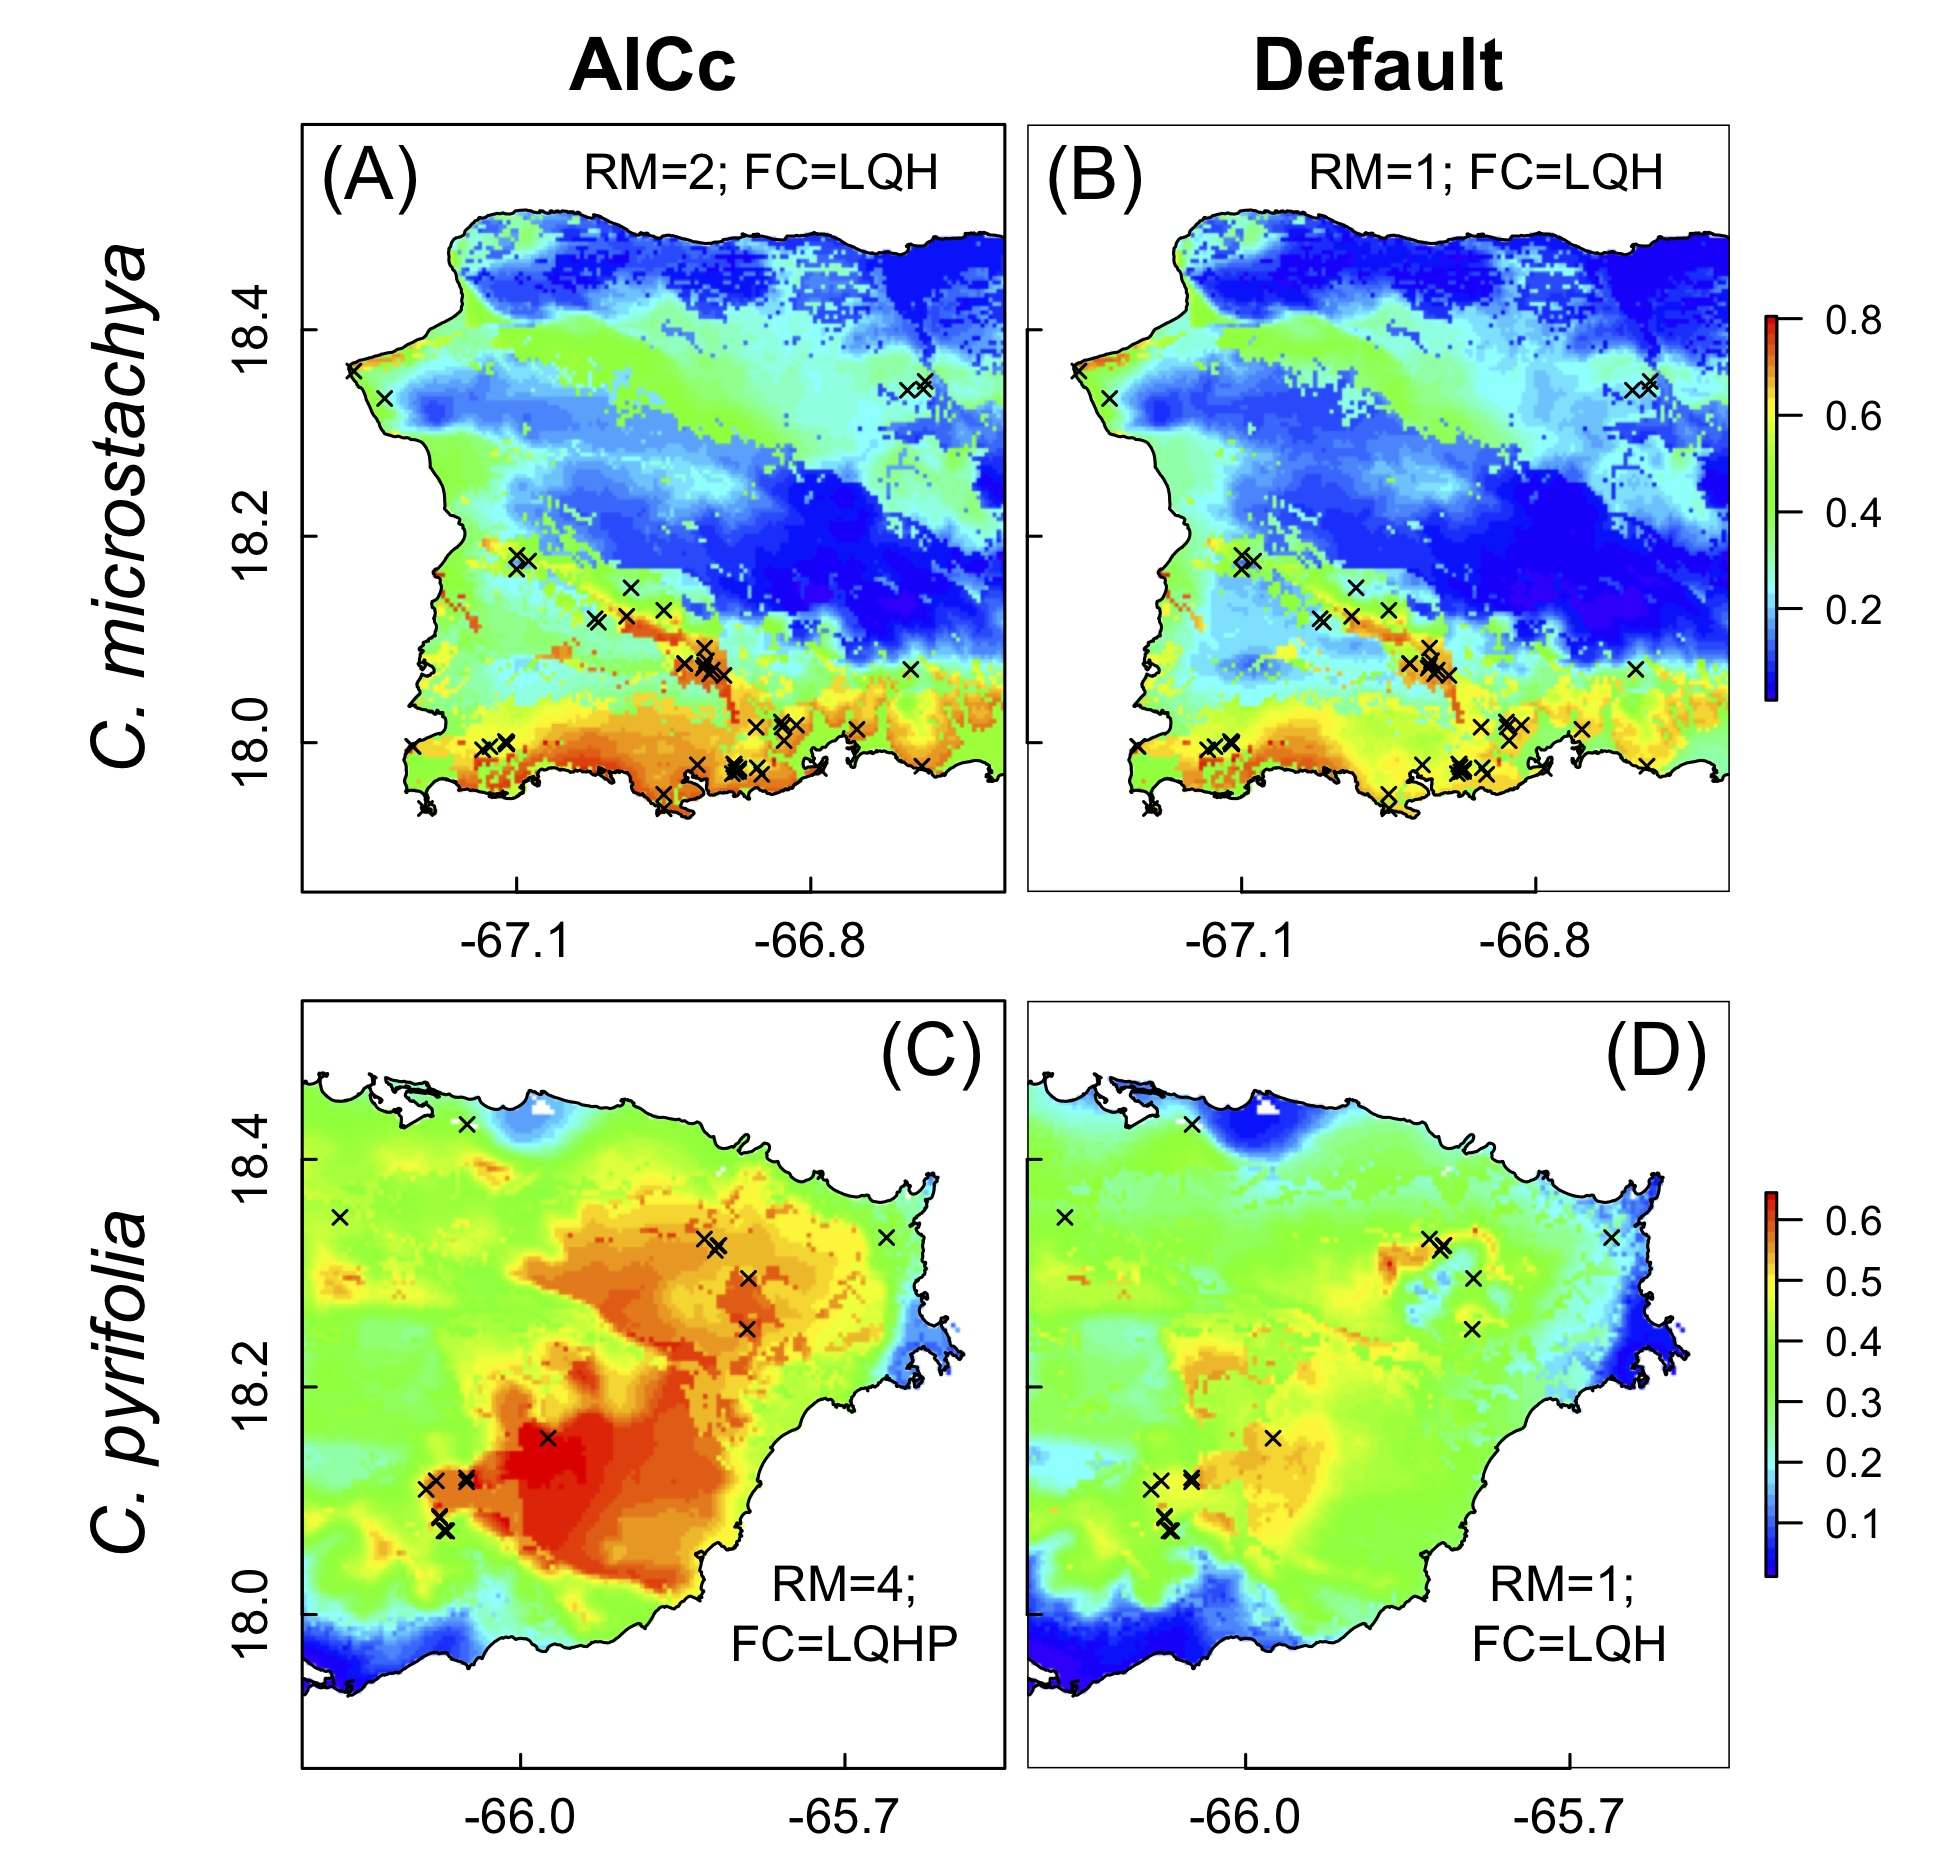 AICc
Default
C. microstachya
(A)
RM=2; FC=LQH
(B)
RM=1; FC=LQH
18.4
18.2
18.0
0.8
0.6
0.4
0.2
-67.1
-66.8
-67.1
-66.8
C. pyrifolia
(C)
(D)
18.4
18.2
18.0
RM=4;
FC=LQHP
RM=1;
FC=LQH
0.6
0.5
0.4
0.3
0.2
0.1
-66.0
-65.7
-66.0
-65.7